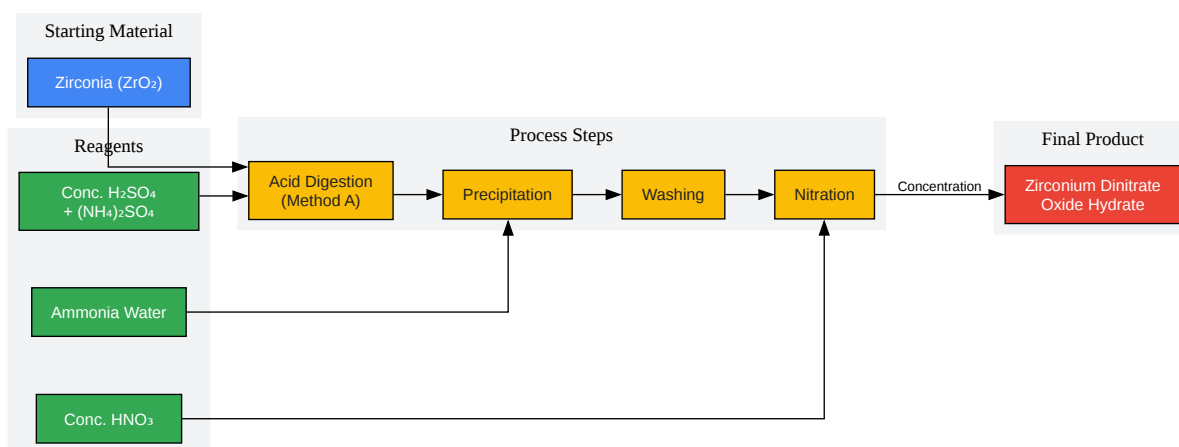 Starting Material
Zirconia (ZrO₂)
Reagents
Conc. H₂SO₄
+ (NH₄)₂SO₄
Ammonia Water
Conc. HNO₃
Process Steps
Acid Digestion
(Method A)
Precipitation
Washing
Nitration
Concentration
Final Product
Zirconium Dinitrate
Oxide Hydrate